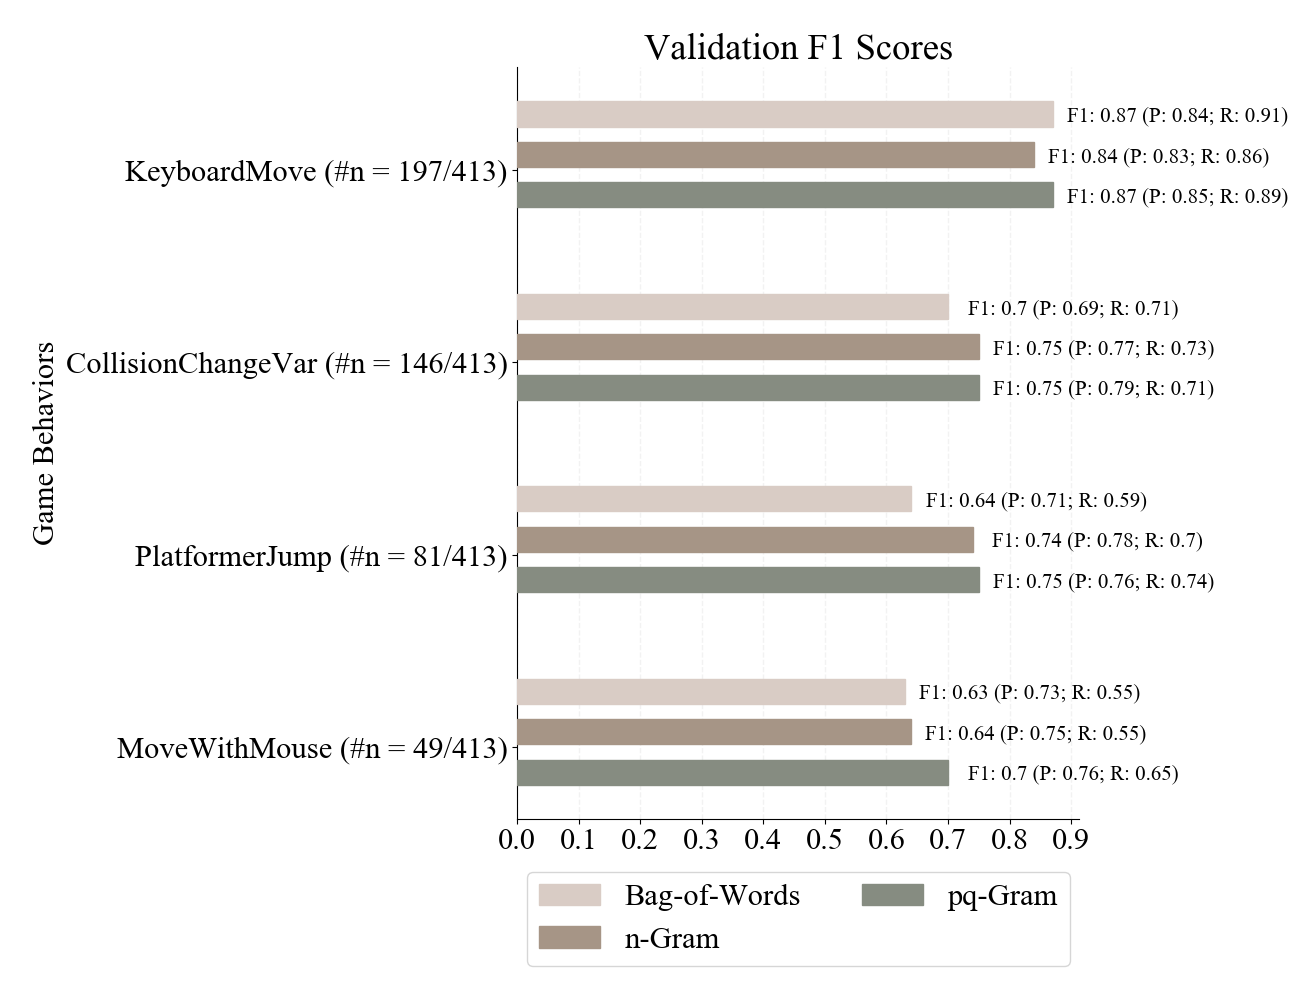 Validation F1 Scores
Game Behaviors
KeyboardMove (#n = 197/413)
F1: 0.87 (P: 0.84; R: 0.91)
F1: 0.84 (P: 0.83; R: 0.86)
F1: 0.87 (P: 0.85; R: 0.89)
CollisionChangeVar (#n = 146/413)
F1: 0.7 (P: 0.69; R: 0.71)
F1: 0.75 (P: 0.77; R: 0.73)
F1: 0.75 (P: 0.79; R: 0.71)
PlatformerJump (#n = 81/413)
F1: 0.64 (P: 0.71; R: 0.59)
F1: 0.74 (P: 0.78; R: 0.7)
F1: 0.75 (P: 0.76; R: 0.74)
MoveWithMouse (#n = 49/413)
F1: 0.63 (P: 0.73; R: 0.55)
F1: 0.64 (P: 0.75; R: 0.55)
F1: 0.7 (P: 0.76; R: 0.65)
0.0 0.1 0.2 0.3 0.4 0.5 0.6 0.7 0.8 0.9
Bag-of-Words
n-Gram
pq-Gram